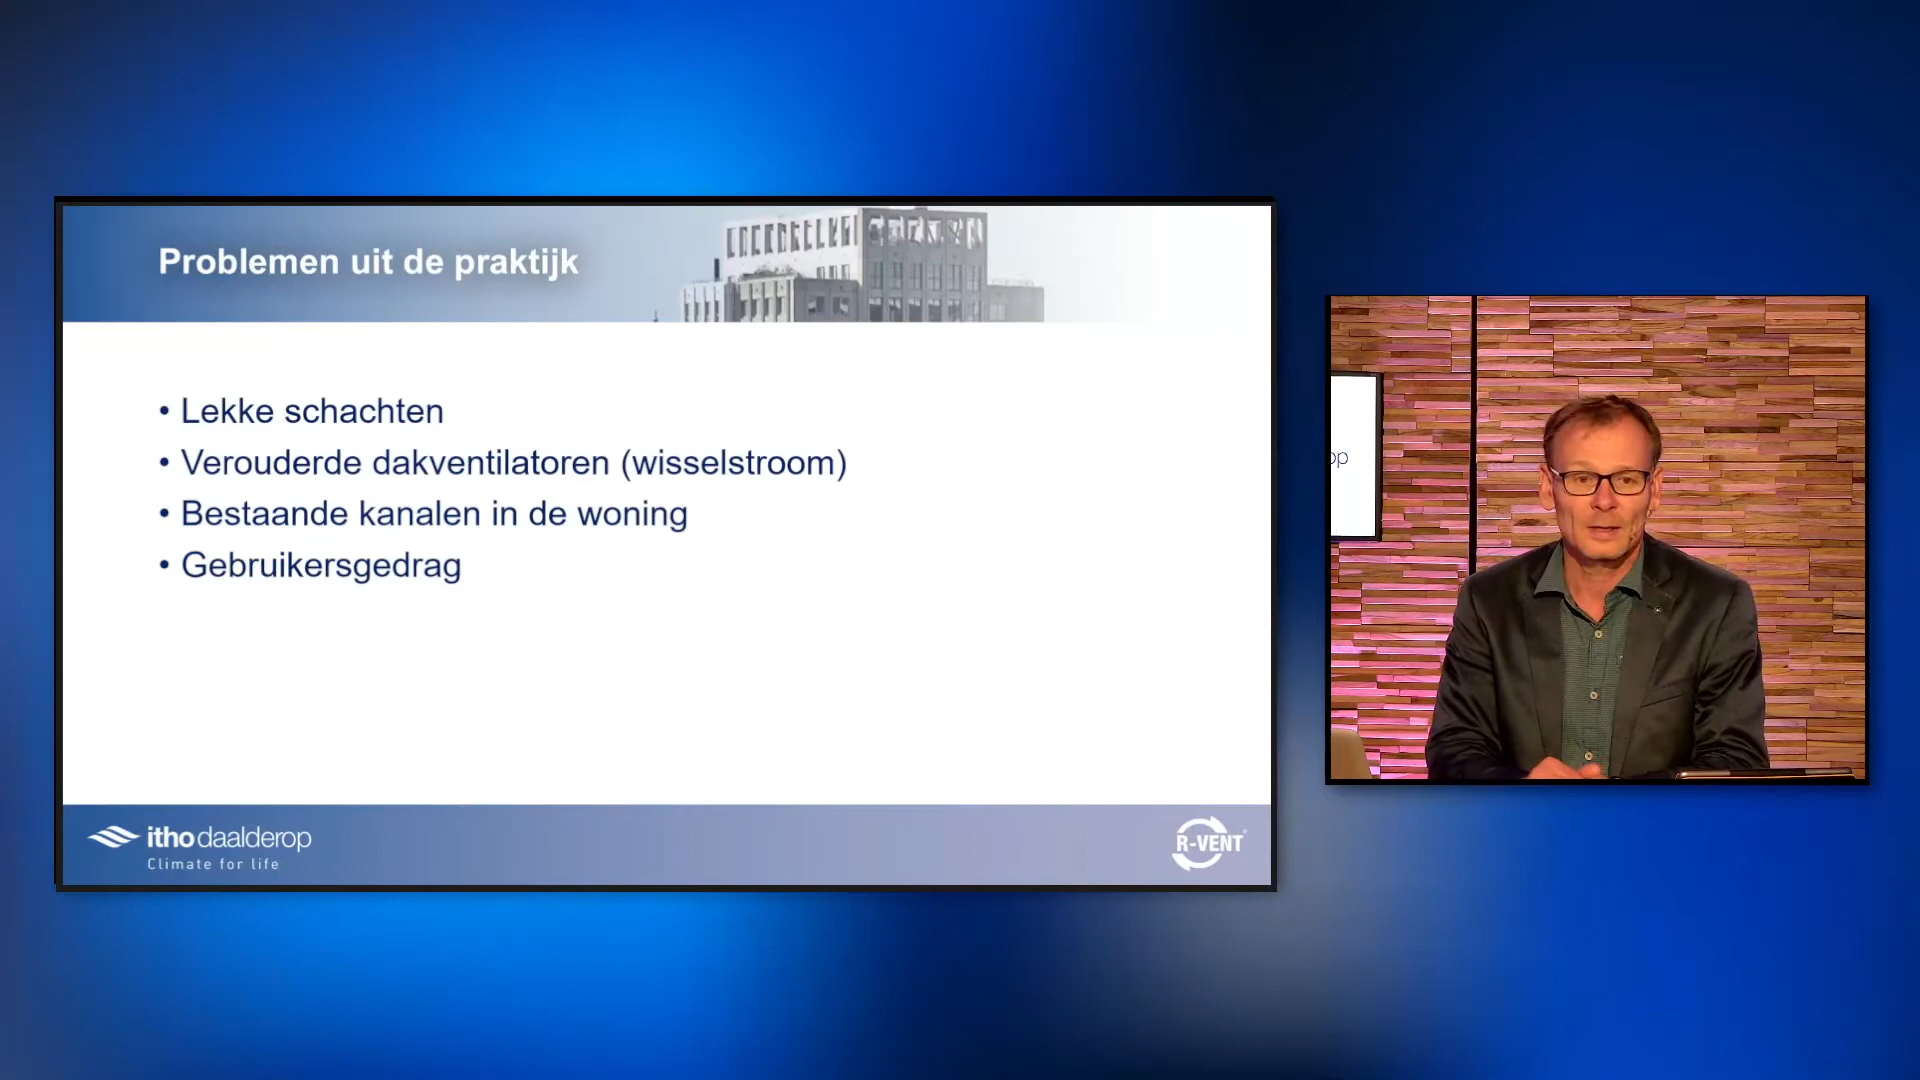 Problemen uit de praktijk
• Lekke schachten
• Verouderde dakventilatoren (wisselstroom)
• Bestaande kanalen in de woning
• Gebruikersgedrag
ithodaalderop
Climate for life
R-VENT
op